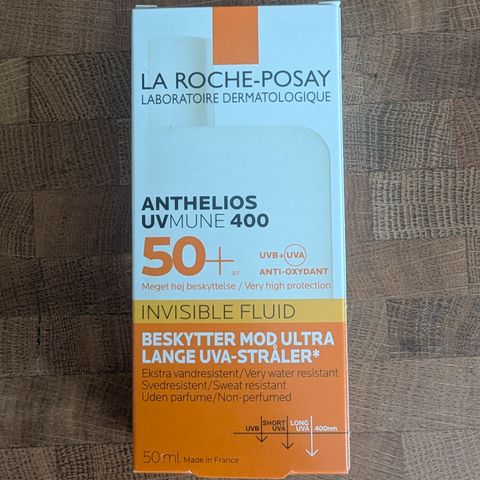 LA ROCHE-POSAY
LABORATOIRE DERMATOLOGIQUE
ANTHELIOS
UVMUNE 400
50+ spf
UVB+UVA
ANTI-OXYDANT
Meget høj beskyttelse / Very high protection
INVISIBLE FLUID
BESKYTTER MOD ULTRA
LANGE UVA-STRÅLER*
Ekstra vandresistent/Very water resistant
Svedresistent/Sweat resistant
Uden parfume/Non-perfumed
UVB SHORT UVA LONG UVA 400nm
50 ml Made in France